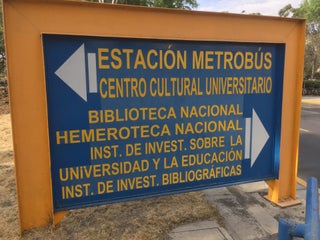 ESTACIÓN METROBÚS
CENTRO CULTURAL UNIVERSITARIO
BIBLIOTECA NACIONAL
HEMEROTECA NACIONAL
INST. DE INVEST. SOBRE LA
UNIVERSIDAD Y LA EDUCACIÓN
INST. DE INVEST. BIBLIOGRÁFICAS